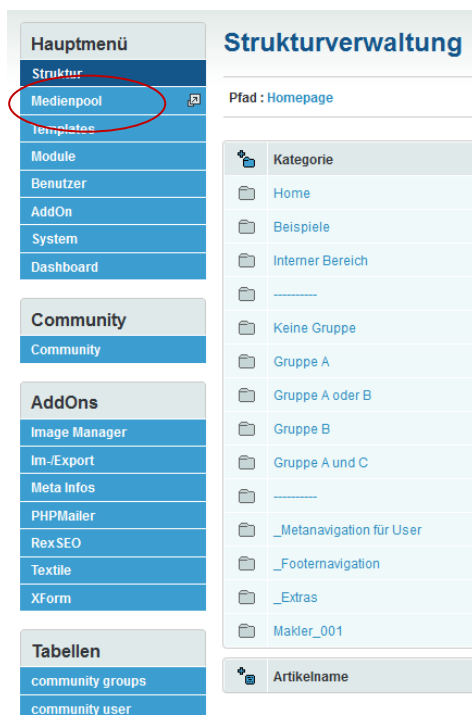 Hauptmenü
Struktur
Medienpool
Templates
Module
Benutzer
AddOn
System
Dashboard
Community
Community
AddOns
Image Manager
Im-/Export
Meta Infos
PHPMailer
RexSEO
Textile
XForm
Tabellen
community groups
community user
Strukturverwaltung
Pfad : Homepage
Kategorie
Home
Beispiele
Interner Bereich
----------
Keine Gruppe
Gruppe A
Gruppe A oder B
Gruppe B
Gruppe A und C
----------
_Metanavigation für User
_Footernavigation
_Extras
Makler_001
Artikelname